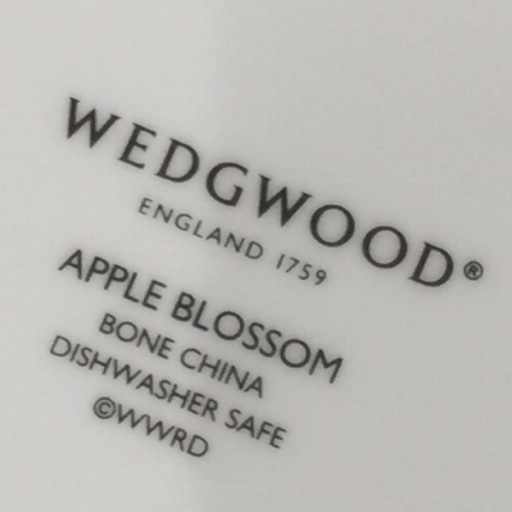 WEDGWOOD®
ENGLAND 1759
APPLE BLOSSOM
BONE CHINA
DISHWASHER SAFE
©WWRD